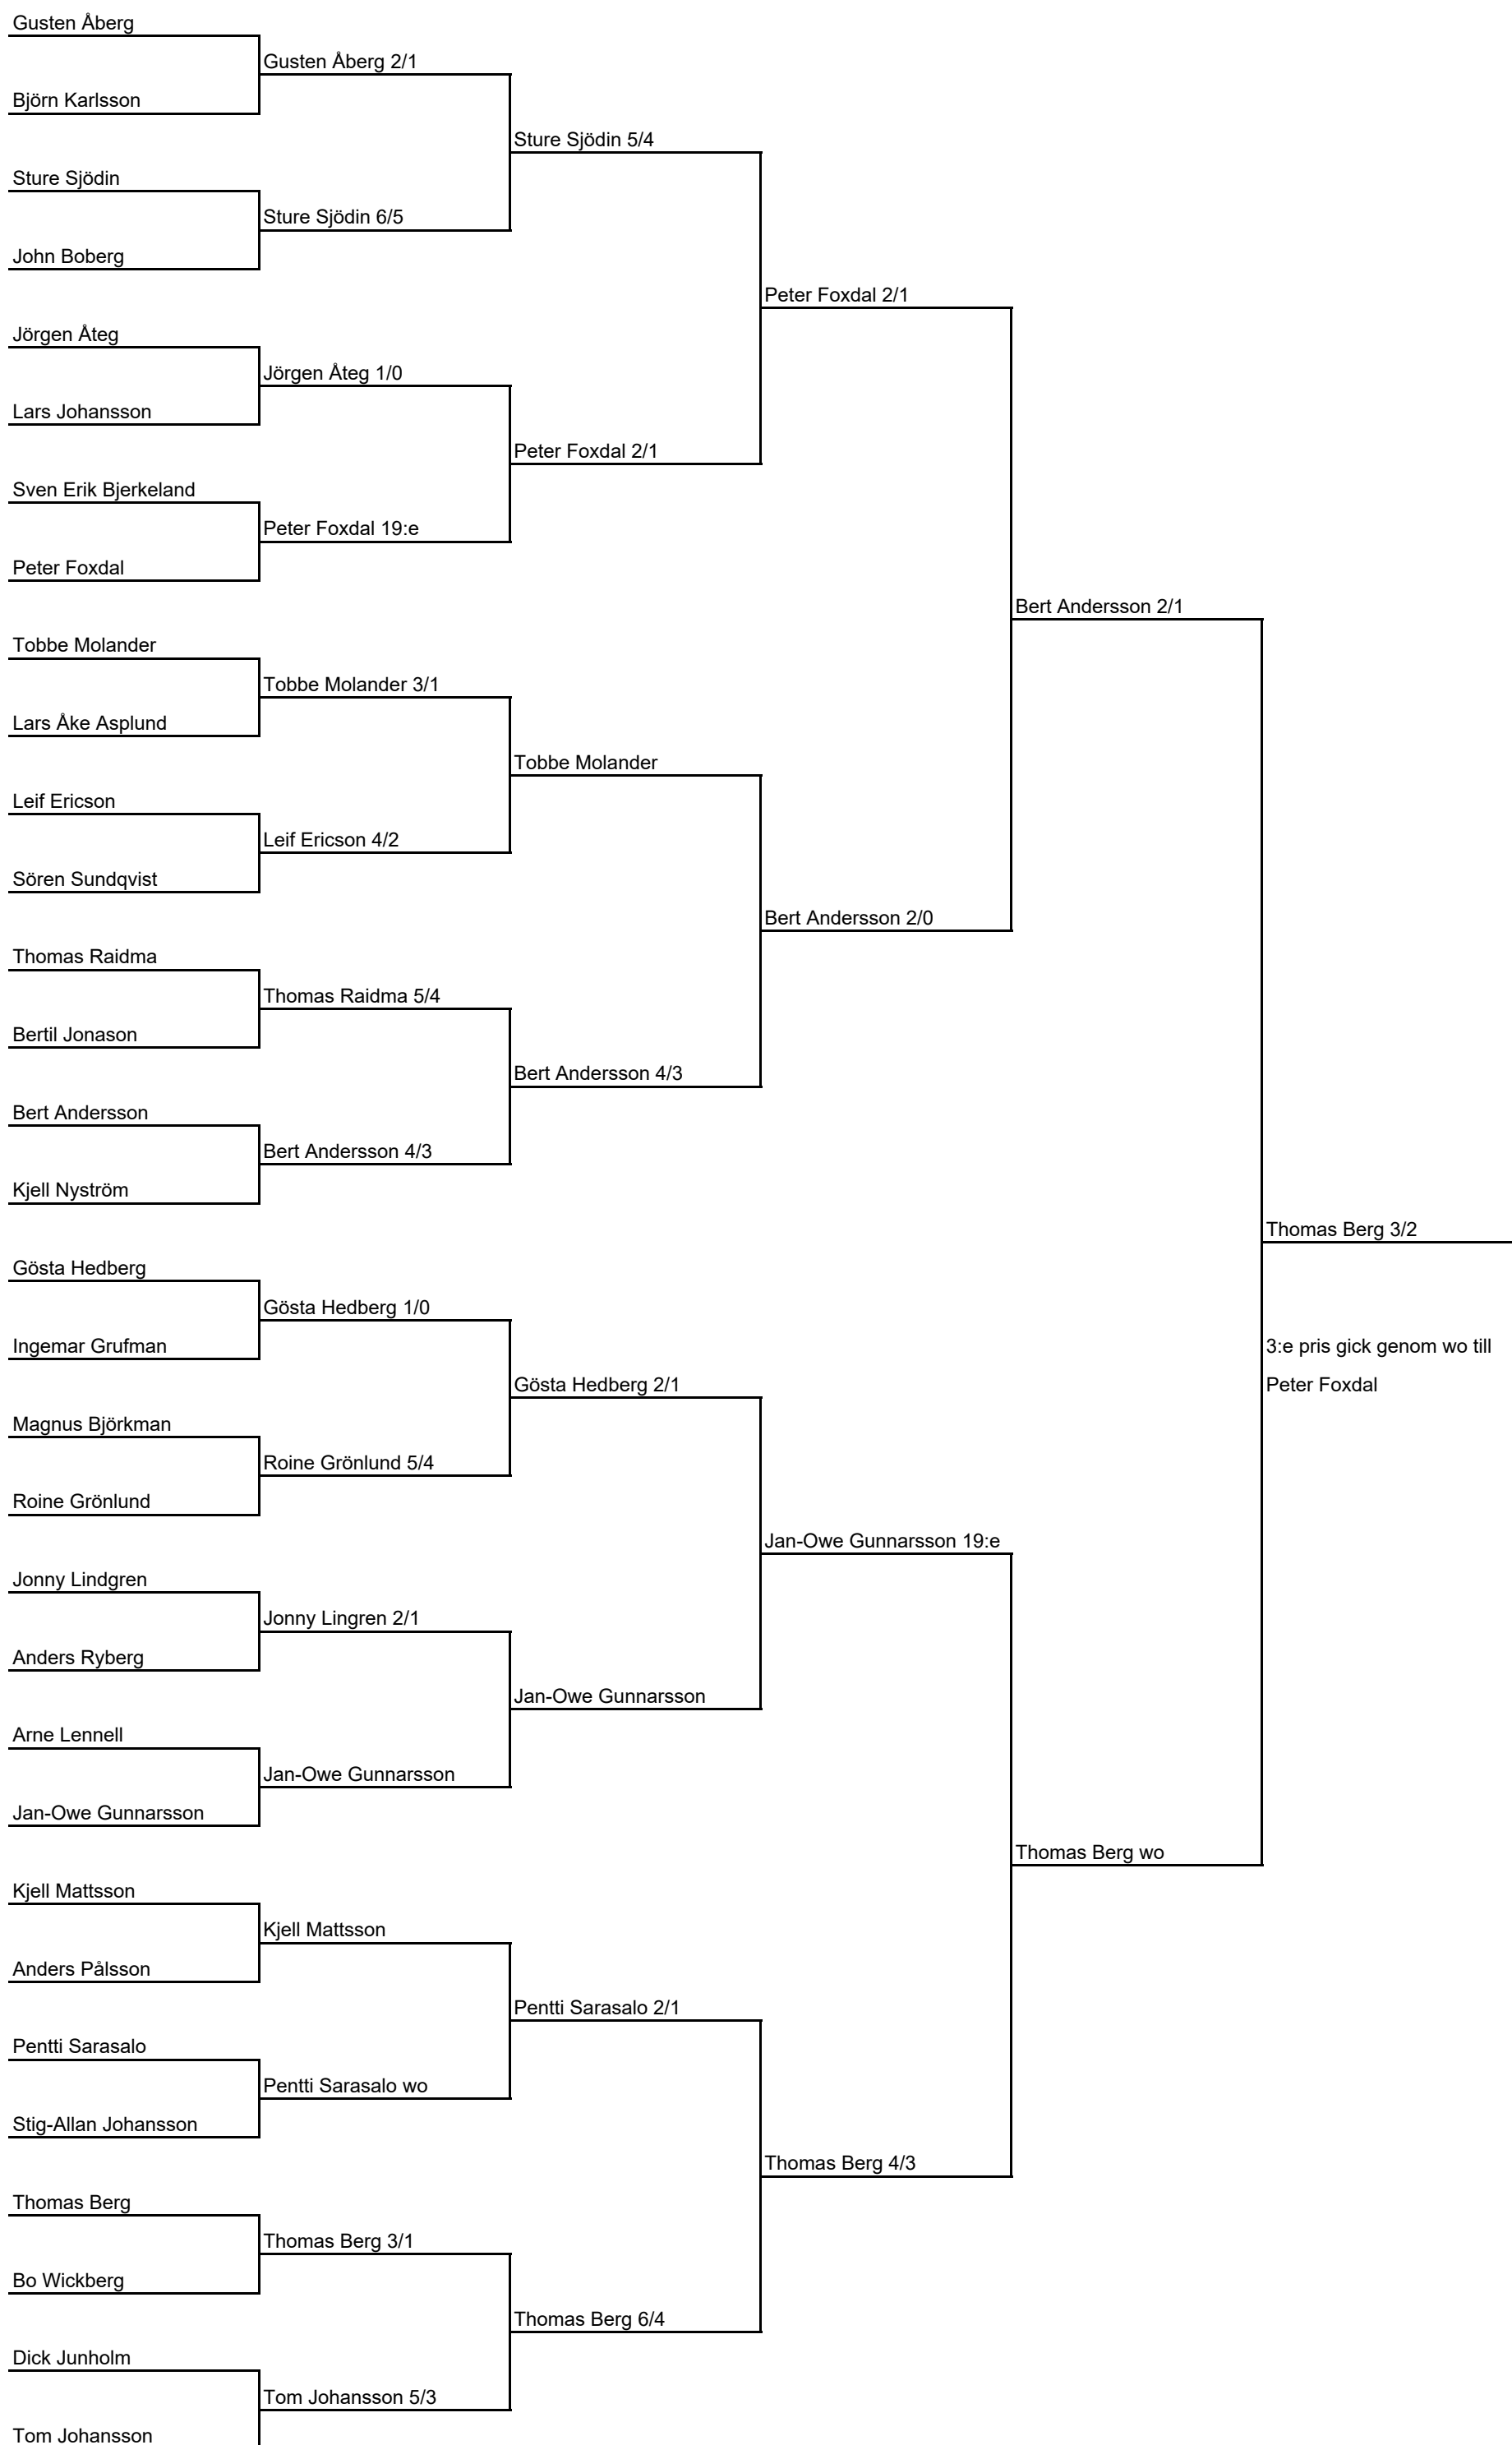 Gusten Åberg
Gusten Åberg 2/1
Björn Karlsson
Sture Sjödin 5/4
Sture Sjödin
Sture Sjödin 6/5
John Boberg
Peter Foxdal 2/1
Jörgen Åteg
Jörgen Åteg 1/0
Lars Johansson
Peter Foxdal 2/1
Sven Erik Bjerkeland
Peter Foxdal 19:e
Peter Foxdal
Bert Andersson 2/1
Tobbe Molander
Tobbe Molander 3/1
Lars Åke Asplund
Tobbe Molander
Leif Ericson
Leif Ericson 4/2
Sören Sundqvist
Bert Andersson 2/0
Thomas Raidma
Thomas Raidma 5/4
Bertil Jonason
Bert Andersson 4/3
Bert Andersson
Bert Andersson 4/3
Kjell Nyström
Thomas Berg 3/2
Gösta Hedberg
Gösta Hedberg 1/0
Ingemar Grufman
3:e pris gick genom wo till
Gösta Hedberg 2/1
Peter Foxdal
Magnus Björkman
Roine Grönlund 5/4
Roine Grönlund
Jan-Owe Gunnarsson 19:e
Jonny Lindgren
Jonny Lingren 2/1
Anders Ryberg
Jan-Owe Gunnarsson
Arne Lennell
Jan-Owe Gunnarsson
Jan-Owe Gunnarsson
Thomas Berg wo
Kjell Mattsson
Kjell Mattsson
Anders Pålsson
Pentti Sarasalo 2/1
Pentti Sarasalo
Pentti Sarasalo wo
Stig-Allan Johansson
Thomas Berg 4/3
Thomas Berg
Thomas Berg 3/1
Bo Wickberg
Thomas Berg 6/4
Dick Junholm
Tom Johansson 5/3
Tom Johansson